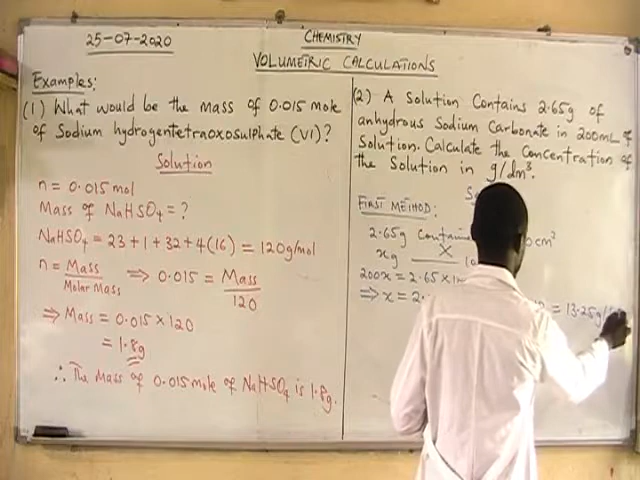 25-07-2020
CHEMISTRY
VOLUMETRIC CALCULATIONS
Examples:
(1) What would be the mass of 0.015 mole
of Sodium hydrogentetraoxosulphate (VI)?
Solution
n = 0.015 mol
Mass of NaHSO₄ = ?
NaHSO₄ = 23 + 1 + 32 + 4(16) = 120g/mol
n = Mass / Molar Mass ⟹ 0.015 = Mass / 120
⟹ Mass = 0.015 × 120
= 1.8g
∴ The Mass of 0.015 mole of NaHSO₄ is 1.8g.
(2) A Solution Contains 2.65g of
anhydrous Sodium Carbonate in 200mL of
Solution. Calculate the Concentration of
the Solution in g/dm³.
FIRST METHOD:
2.65g cm³
xg
200x = 2.65 ×
⟹ x = 2. = 13.25g/